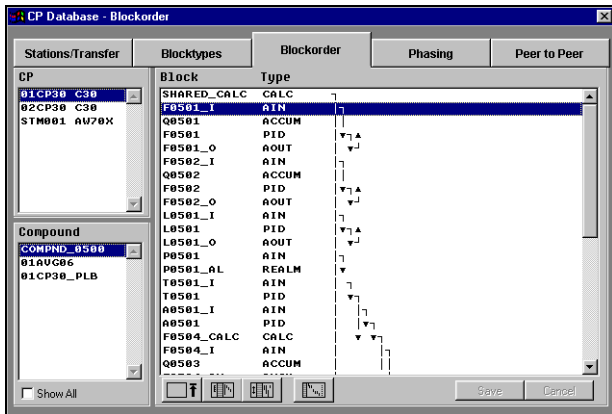 CP Database - Blockorder
Stations/Transfer Blocktypes Blockorder Phasing Peer to Peer
CP
01CP30 C30
02CP30 C30
STM001 AW70X
Compound
COMPND_0500
01AVG06
01CP30_PLB
Show All
Block Type
SHARED_CALC CALC
F0501_I AIN
Q0501 ACCUM
F0501 PID
F0501_O AOUT
F0502_I AIN
Q0502 ACCUM
F0502 PID
F0502_O AOUT
L0501_I AIN
L0501 PID
L0501_O AOUT
P0501 AIN
P0501_AL REALM
T0501_I AIN
T0501 PID
A0501_I AIN
A0501 PID
F0504_CALC CALC
F0504_I AIN
Q0503 ACCUM
Save Cancel